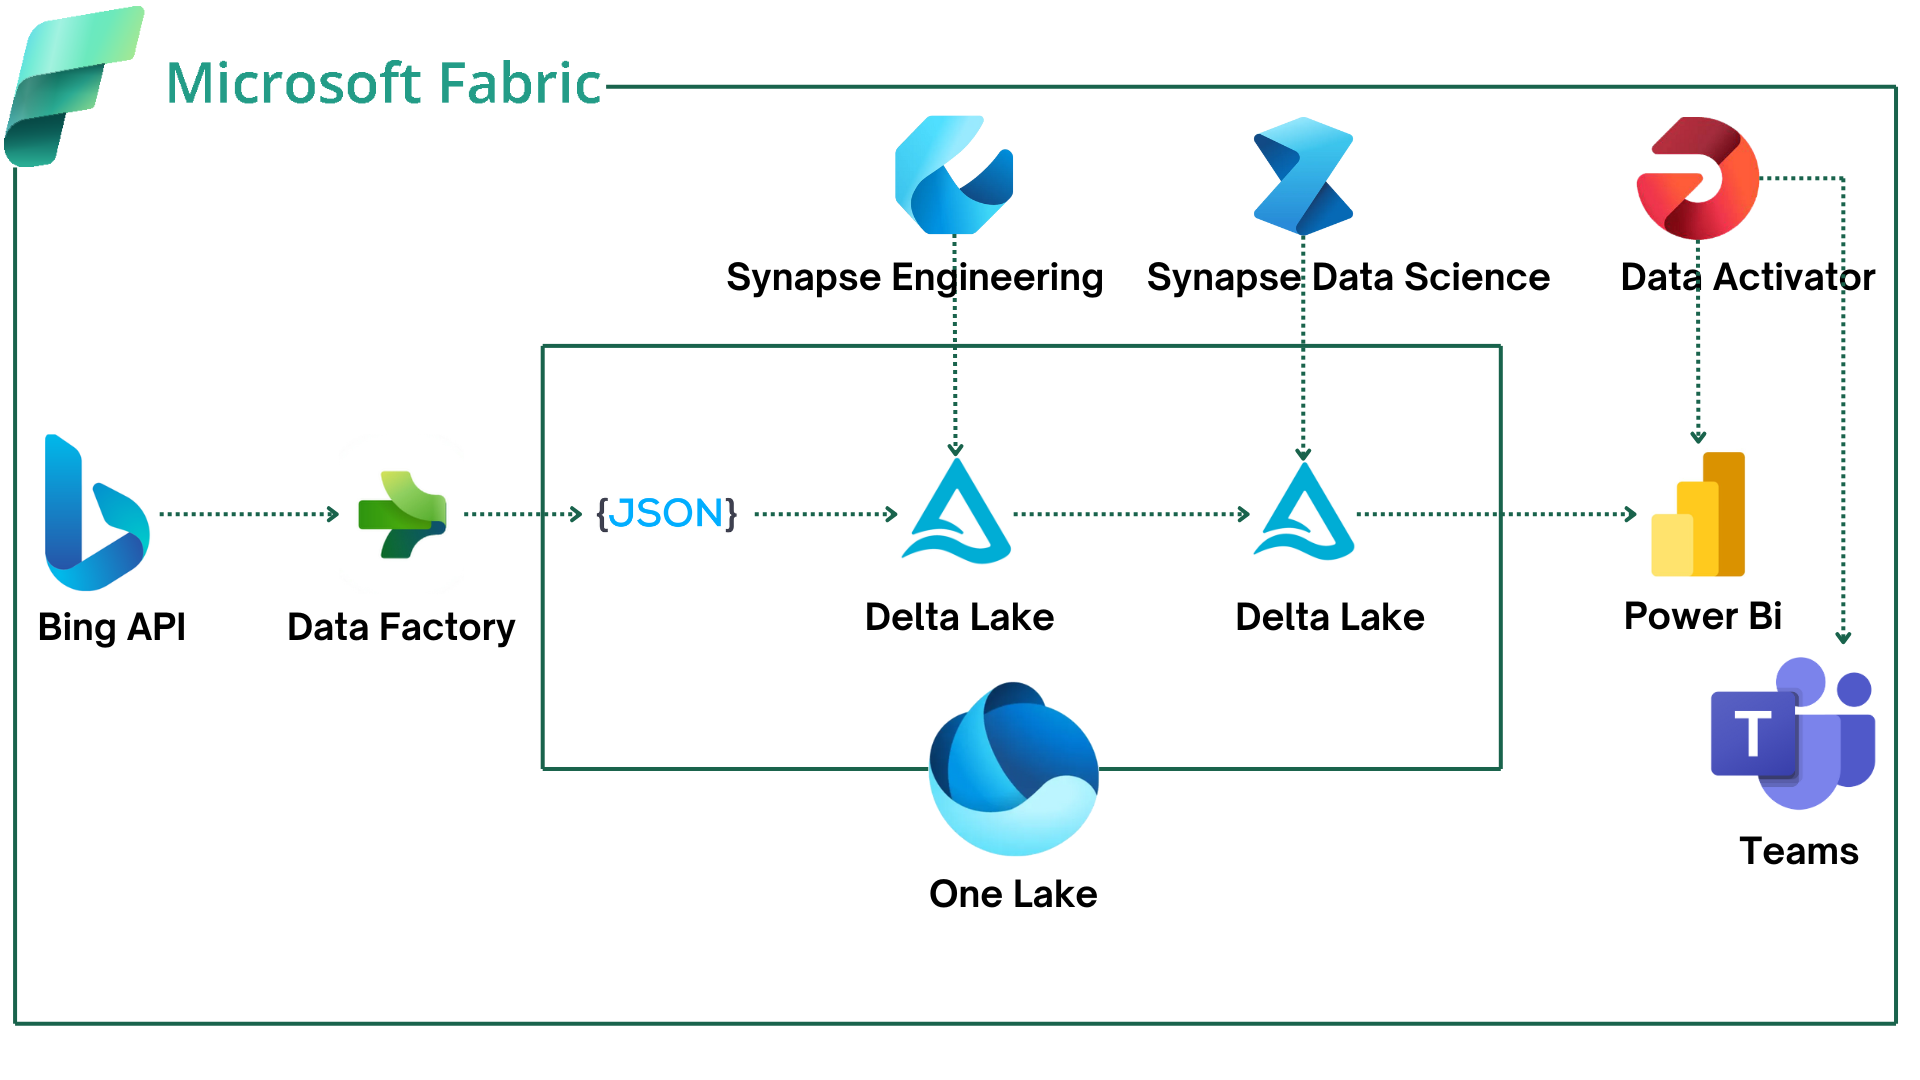 Microsoft Fabric
Synapse Engineering
Synapse Data Science
Data Activator
{JSON}
Bing API
Data Factory
Delta Lake
Delta Lake
Power Bi
T
Teams
One Lake